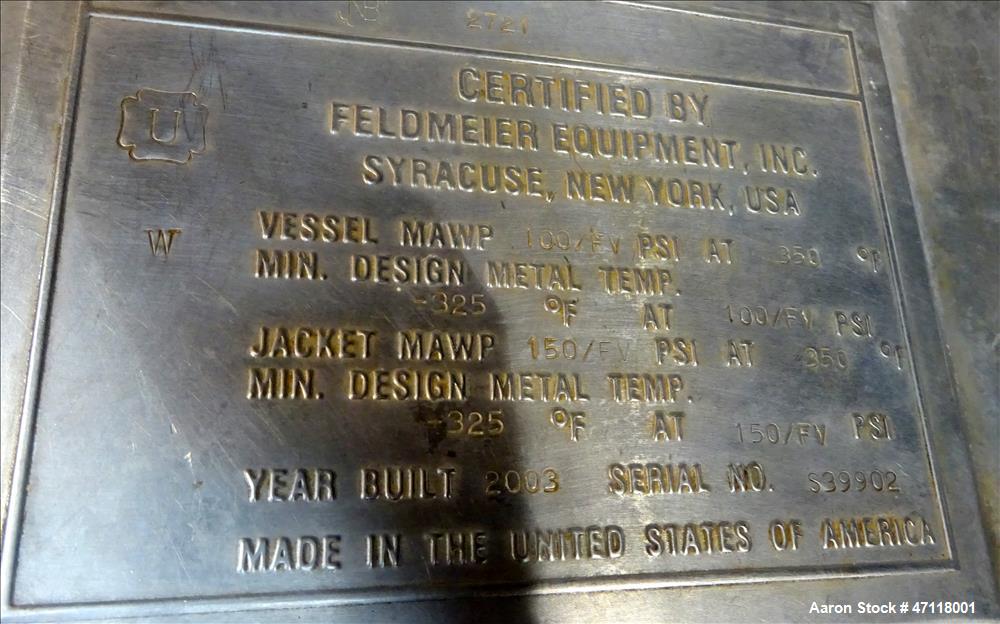 NB 2721
CERTIFIED BY
U
FELDMEIER EQUIPMENT, INC.
SYRACUSE, NEW YORK, USA
W
VESSEL MAWP 100/FV PSI AT 350 °F
MIN. DESIGN METAL TEMP.
-325 °F AT 100/FV PSI
JACKET MAWP 150/FV PSI AT 350 °F
MIN. DESIGN METAL TEMP.
-325 °F AT 150/FV PSI
YEAR BUILT 2003 SERIAL NO. S39902
MADE IN THE UNITED STATES OF AMERICA
Aaron Stock # 47118001